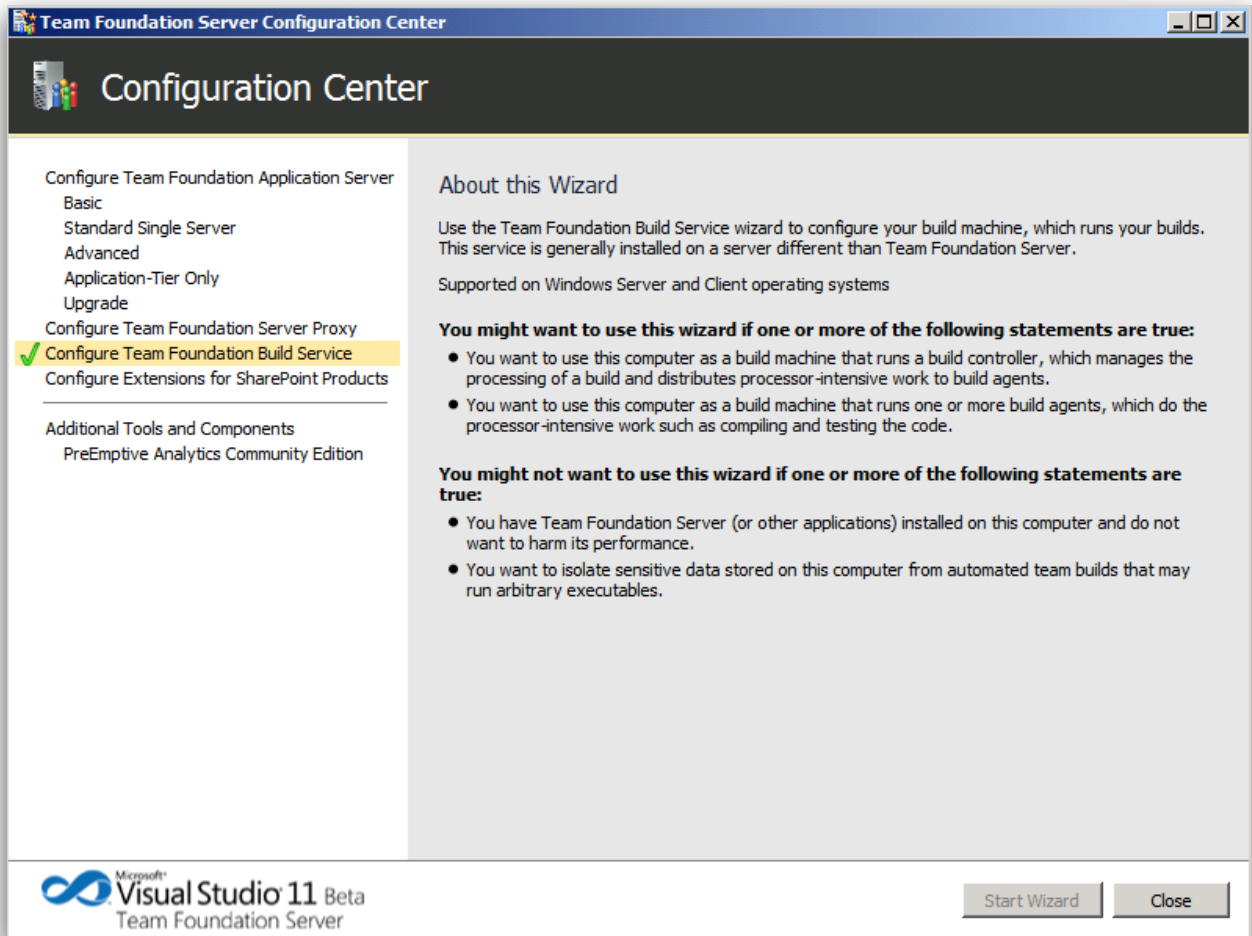 Team Foundation Server Configuration Center
Configuration Center
Configure Team Foundation Application Server
Basic
Standard Single Server
Advanced
Application-Tier Only
Upgrade
Configure Team Foundation Server Proxy
Configure Team Foundation Build Service
Configure Extensions for SharePoint Products
Additional Tools and Components
PreEmptive Analytics Community Edition
About this Wizard
Use the Team Foundation Build Service wizard to configure your build machine, which runs your builds.
This service is generally installed on a server different than Team Foundation Server.
Supported on Windows Server and Client operating systems
You might want to use this wizard if one or more of the following statements are true:
● You want to use this computer as a build machine that runs a build controller, which manages the
processing of a build and distributes processor-intensive work to build agents.
● You want to use this computer as a build machine that runs one or more build agents, which do the
processor-intensive work such as compiling and testing the code.
You might not want to use this wizard if one or more of the following statements are
true:
● You have Team Foundation Server (or other applications) installed on this computer and do not
want to harm its performance.
● You want to isolate sensitive data stored on this computer from automated team builds that may
run arbitrary executables.
Microsoft®
Visual Studio 11 Beta
Team Foundation Server
Start Wizard
Close